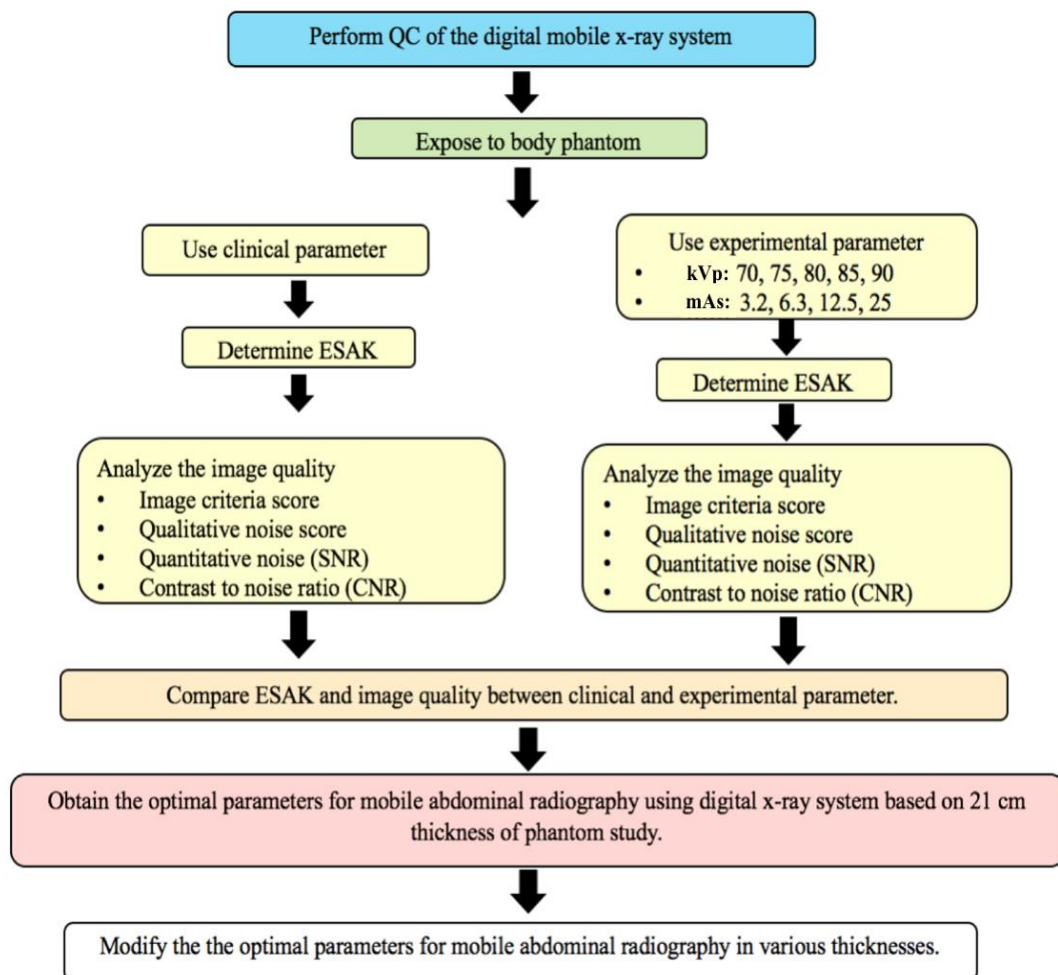 Perform QC of the digital mobile x-ray system
Expose to body phantom
Use clinical parameter
Determine ESAK
Analyze the image quality
• Image criteria score
• Qualitative noise score
• Quantitative noise (SNR)
• Contrast to noise ratio (CNR)
Use experimental parameter
• kVp: 70, 75, 80, 85, 90
• mAs: 3.2, 6.3, 12.5, 25
Determine ESAK
Analyze the image quality
• Image criteria score
• Qualitative noise score
• Quantitative noise (SNR)
• Contrast to noise ratio (CNR)
Compare ESAK and image quality between clinical and experimental parameter.
Obtain the optimal parameters for mobile abdominal radiography using digital x-ray system based on 21 cm
thickness of phantom study.
Modify the the optimal parameters for mobile abdominal radiography in various thicknesses.